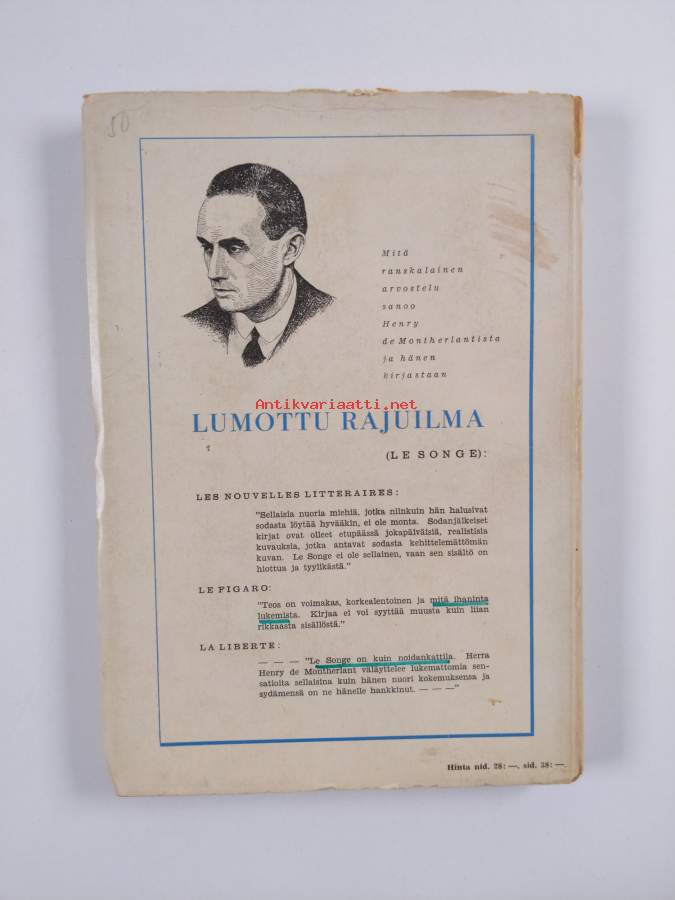 50
Mitä
ranskalainen
arvostelu
sanoo
Henry
de Montherlantista
ja hänen
kirjastaan
Antikvariaatti.net
LUMOTTU RAJUILMA
(LE SONGE):
LES NOUVELLES LITTERAIRES:
"Sellaisia nuoria miehiä, jotka niinkuin hän halusivat
sodasta löytää hyvääkin, ei ole monta. Sodanjälkeiset
kirjat ovat olleet etupäässä jokapäiväisiä, realistisia
kuvauksia, jotka antavat sodasta kehittelemättömän
kuvan. Le Songe ei ole sellainen, vaan sen sisältö on
hiottua ja tyylikästä."
LE FIGARO:
"Teos on voimakas, korkealentoinen ja mitä ihaninta
lukemista. Kirjaa ei voi syyttää muusta kuin liian
rikkaasta sisällöstä."
LA LIBERTE:
— — — "Le Songe on kuin noidankattila. Herra
Henry de Montherlant väläyttelee lukemattomia sen-
satioita sellaisina kuin hänen nuori kokemuksensa ja
sydämensä on ne hänelle hankkinut. — — —"
Hinta nid. 28: —, sid. 38: —